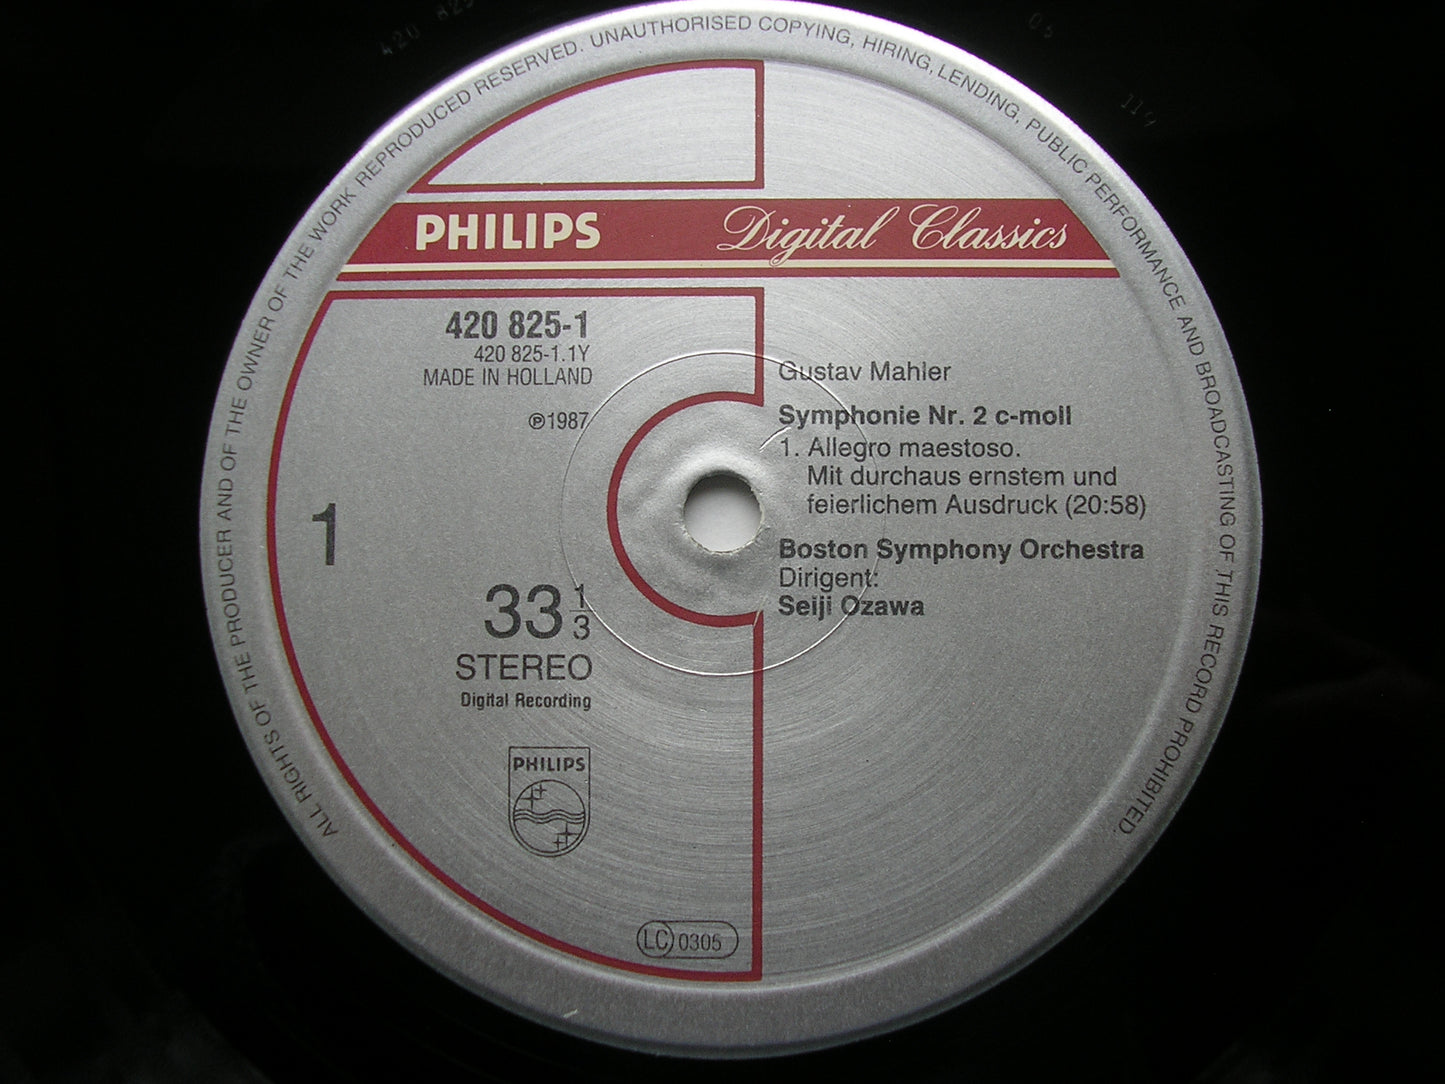 ALL RIGHTS OF THE PRODUCER AND OF THE OWNER OF THE WORK REPRODUCED RESERVED. UNAUTHORISED COPYING, HIRING, LENDING, PUBLIC PERFORMANCE AND BROADCASTING OF THIS RECORD PROHIBITED.
PHILIPS Digital Classics
420 825-1
420 825-1.1Y
MADE IN HOLLAND
℗1987
1
33 1/3
STEREO
Digital Recording
PHILIPS
LC 0305
Gustav Mahler
Symphonie Nr. 2 c-moll
1. Allegro maestoso.
Mit durchaus ernstem und
feierlichem Ausdruck (20:58)
Boston Symphony Orchestra
Dirigent:
Seiji Ozawa